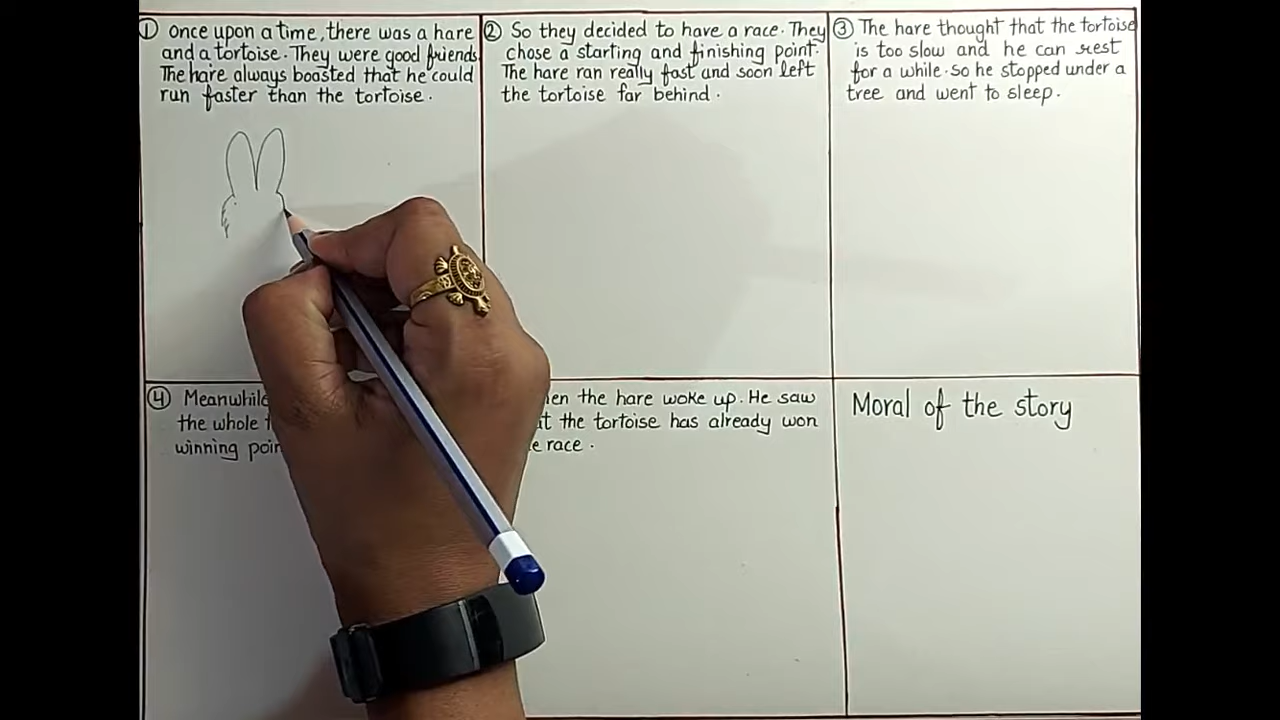 ① Once upon a time, there was a hare
and a tortoise. They were good friends.
The hare always boasted that he could
run faster than the tortoise.
② So they decided to have a race. They
chose a starting and finishing point.
The hare ran really fast and soon left
the tortoise far behind.
③ The hare thought that the tortoise
is too slow and he can rest
for a while. So he stopped under a
tree and went to sleep.
④ Meanwhile
the whole
winning
the hare woke up. He saw
the tortoise has already won
race.
Moral of the story